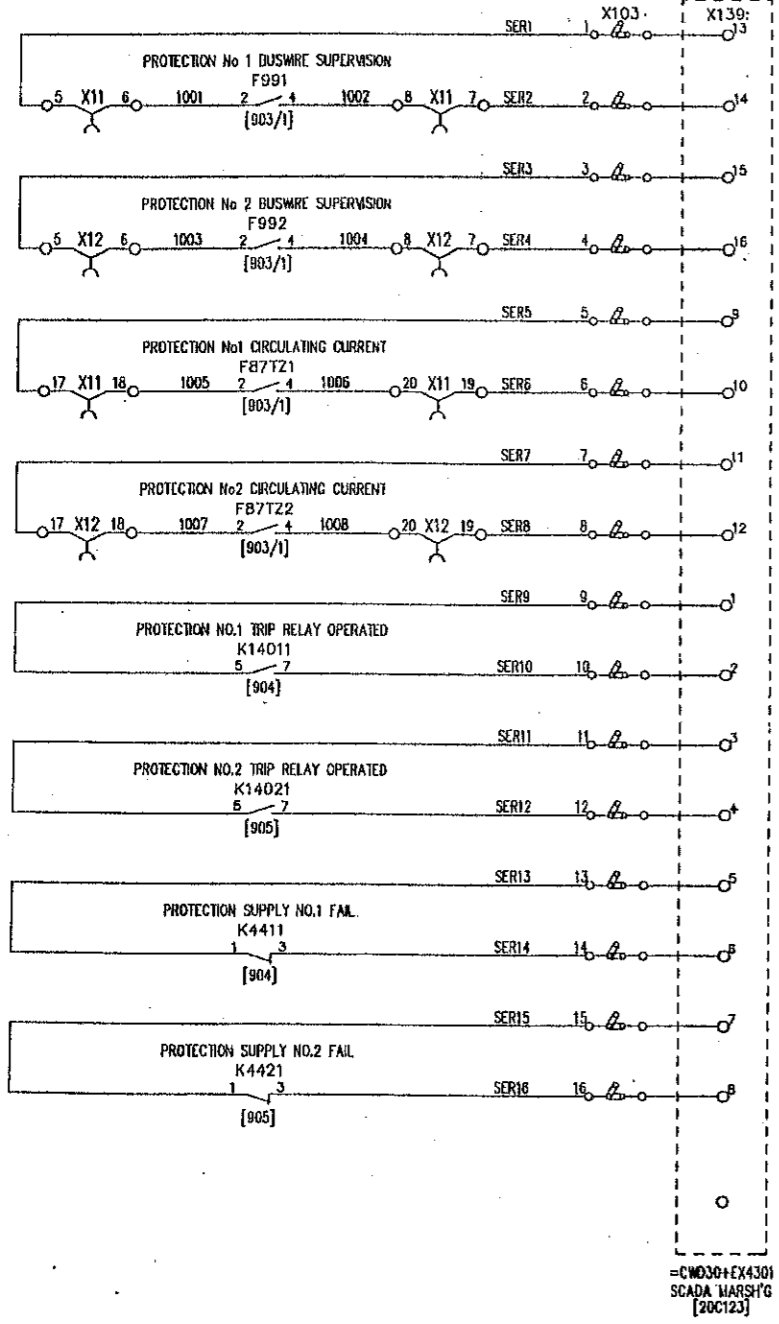 X103. X139:
SER1 1 13
PROTECTION No 1 BUSWIRE SUPERVISION
F991
5 X11 6 1001 2 4 1002 8 X11 7 SER2 2 14
[903/1]
SER3 3 15
PROTECTION No 2 BUSWIRE SUPERVISION
F992
5 X12 6 1003 2 4 1004 8 X12 7 SER4 4 16
[903/1]
SER5 5 9
PROTECTION No1 CIRCULATING CURRENT
F87TZ1
17 X11 18 1005 2 4 1006 20 X11 19 SER6 6 10
[903/1]
SER7 7 11
PROTECTION No2 CIRCULATING CURRENT
F87TZ2
17 X12 18 1007 2 4 1008 20 X12 19 SER8 8 12
[903/1]
SER9 9 1
PROTECTION NO.1 TRIP RELAY OPERATED
K14011
5 7 SER10 10 2
[904]
SER11 11 3
PROTECTION NO.2 TRIP RELAY OPERATED
K14021
5 7 SER12 12 4
[905]
SER13 13 5
PROTECTION SUPPLY NO.1 FAIL.
K4411
1 3 SER14 14 6
[904]
SER15 15 7
PROTECTION SUPPLY NO.2 FAIL
K4421
1 3 SER16 16 8
[905]
=CWD30+EX4301
SCADA MARSH'G
[20C123]